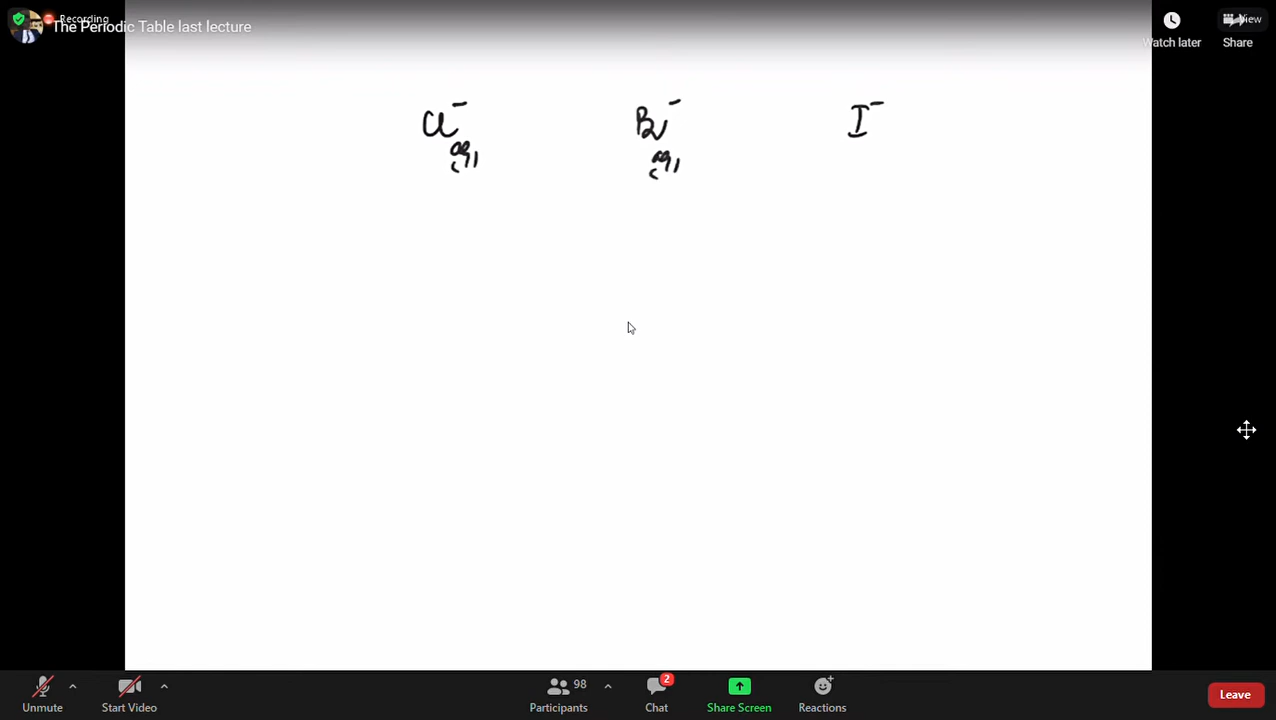 Recording
The Periodic Table last lecture
View
Watch later
Share
Cl⁻ (aq) Br⁻ (aq) I⁻
98
2
Unmute
Start Video
Participants
Chat
Share Screen
Reactions
Leave